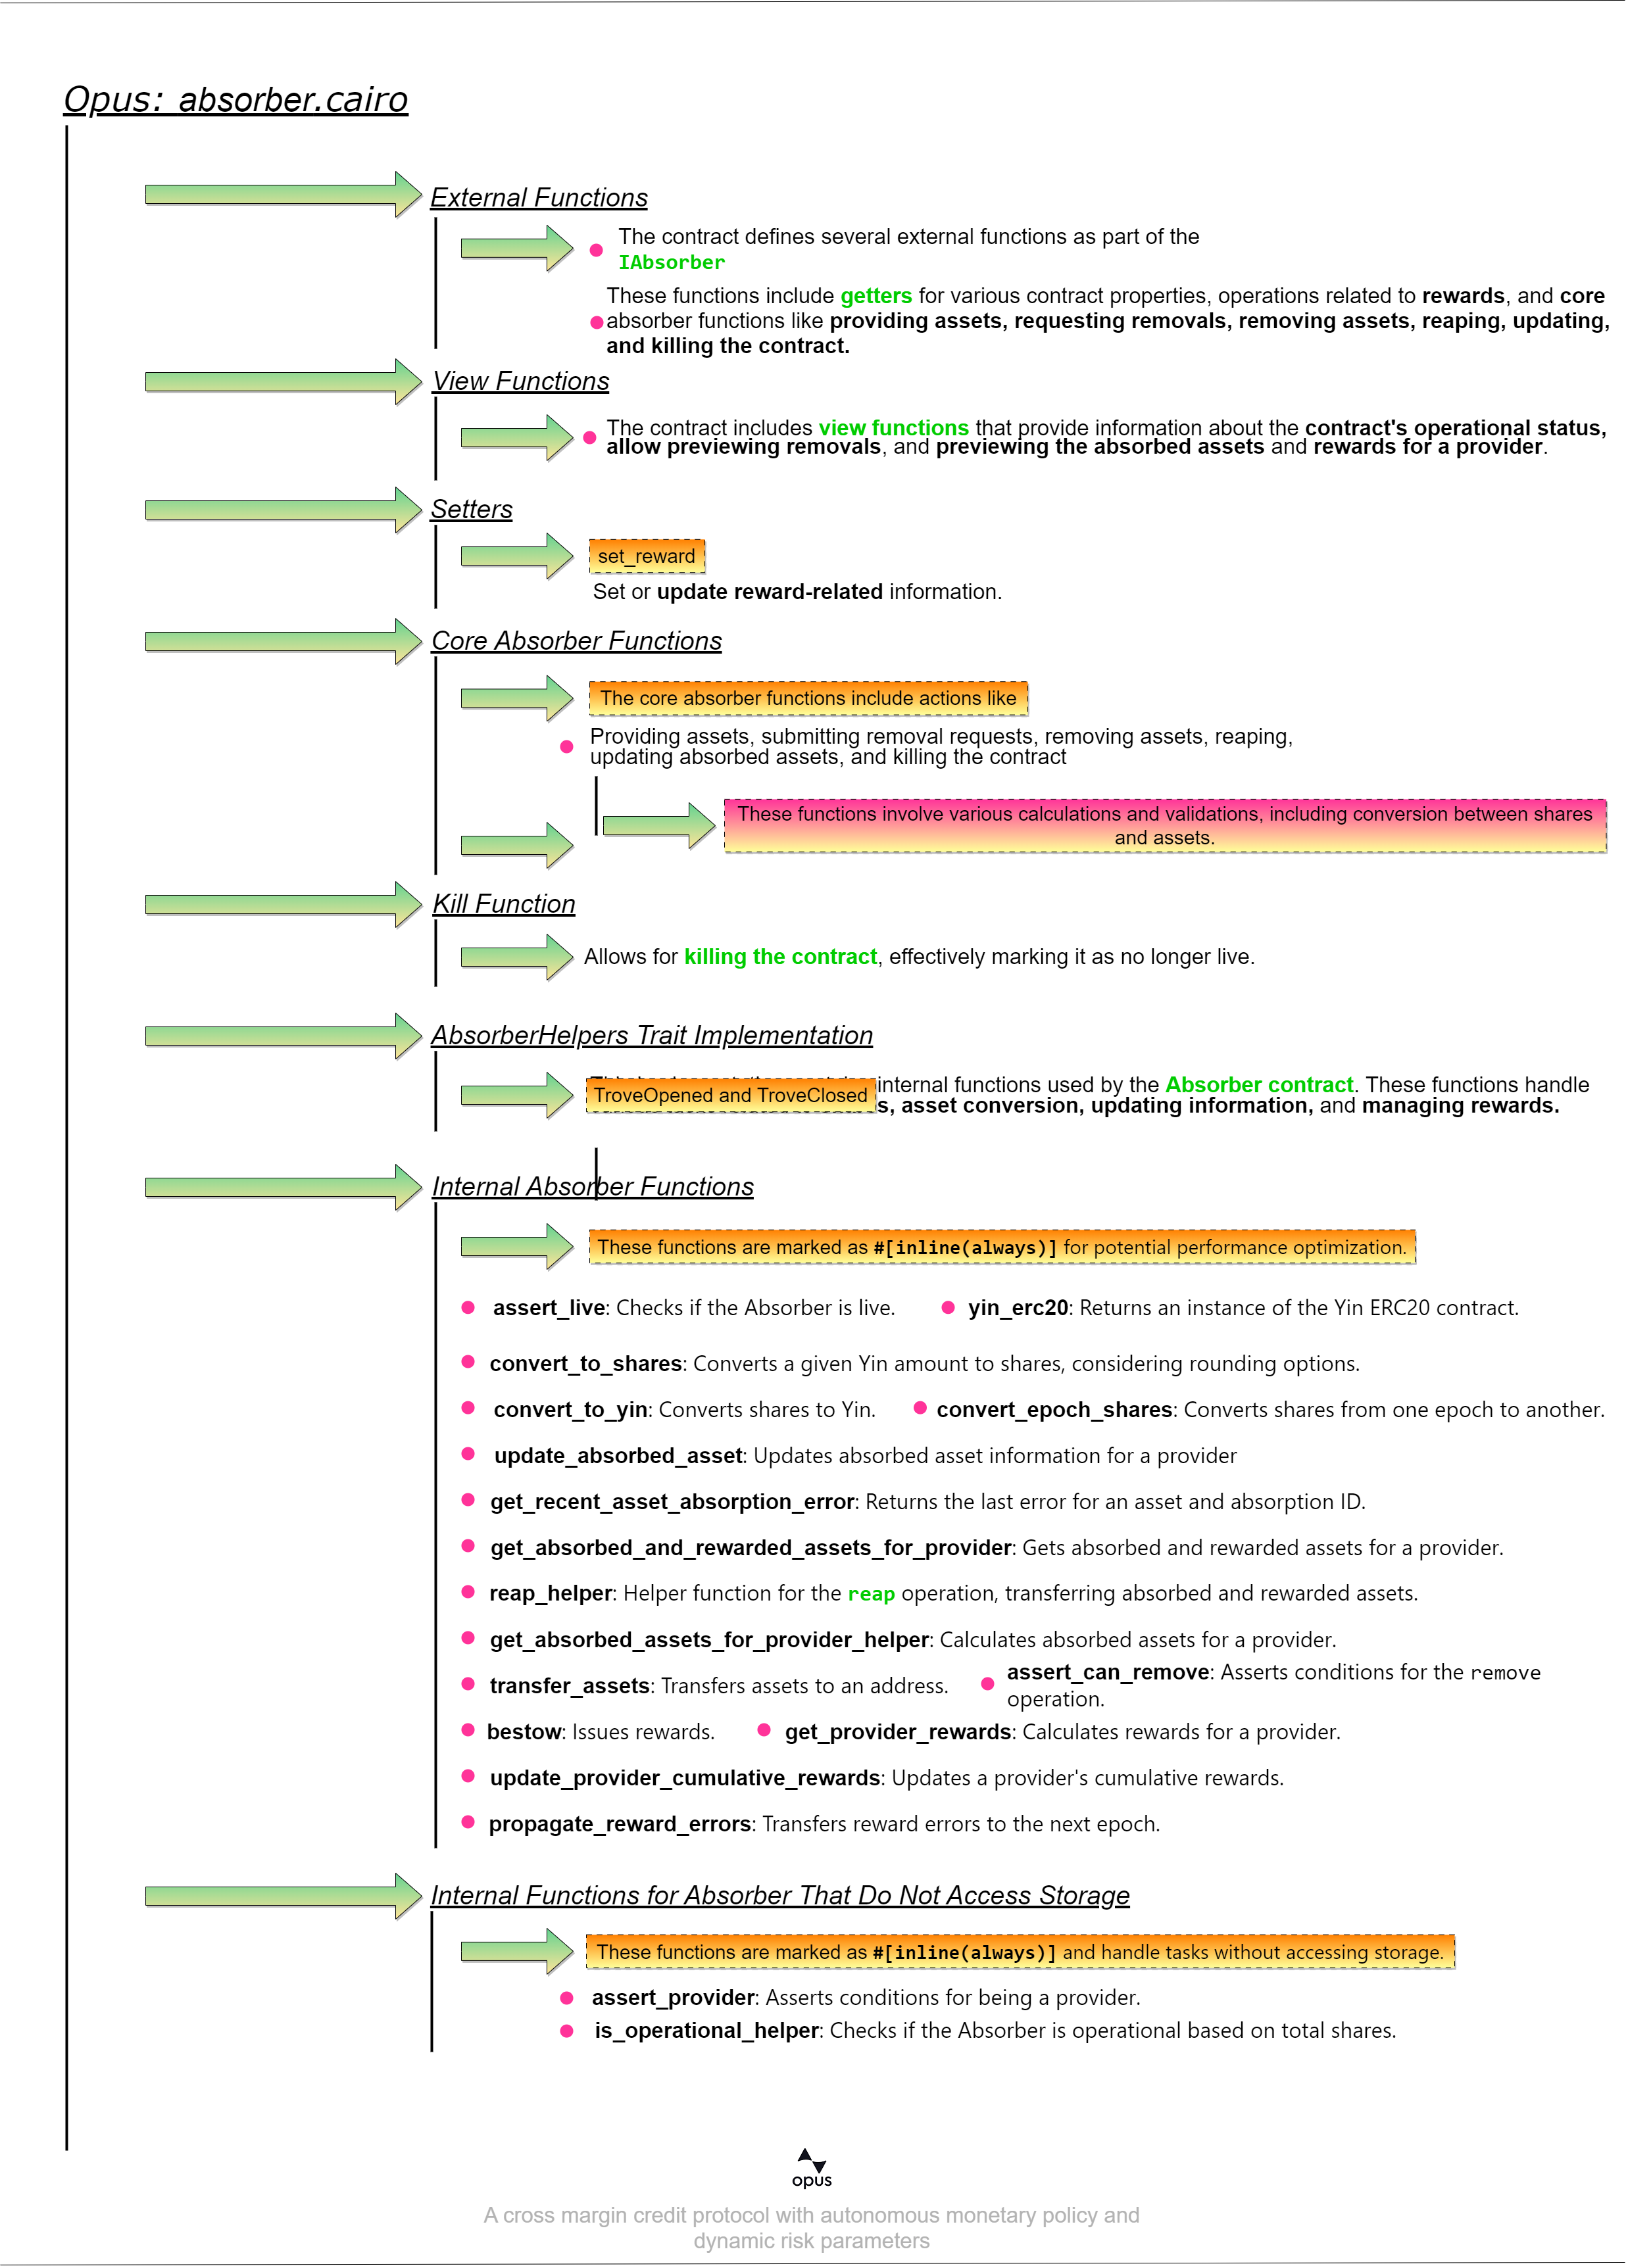 Opus: absorber.cairo
External Functions
The contract defines several external functions as part of the
IAbsorber
These functions include getters for various contract properties, operations related to rewards, and core
absorber functions like providing assets, requesting removals, removing assets, reaping, updating,
and killing the contract.
View Functions
The contract includes view functions that provide information about the contract's operational status,
allow previewing removals, and previewing the absorbed assets and rewards for a provider.
Setters
set_reward
Set or update reward-related information.
Core Absorber Functions
The core absorber functions include actions like
Providing assets, submitting removal requests, removing assets, reaping,
updating absorbed assets, and killing the contract
These functions involve various calculations and validations, including conversion between shares
and assets.
Kill Function
Allows for killing the contract, effectively marking it as no longer live.
AbsorberHelpers Trait Implementation
internal functions used by the Absorber contract. These functions handle
TroveOpened and TroveClosed
s, asset conversion, updating information, and managing rewards.
Internal Absorber Functions
These functions are marked as #[inline(always)] for potential performance optimization.
assert_live: Checks if the Absorber is live. yin_erc20: Returns an instance of the Yin ERC20 contract.
convert_to_shares: Converts a given Yin amount to shares, considering rounding options.
convert_to_yin: Converts shares to Yin. convert_epoch_shares: Converts shares from one epoch to another.
update_absorbed_asset: Updates absorbed asset information for a provider
get_recent_asset_absorption_error: Returns the last error for an asset and absorption ID.
get_absorbed_and_rewarded_assets_for_provider: Gets absorbed and rewarded assets for a provider.
reap_helper: Helper function for the reap operation, transferring absorbed and rewarded assets.
get_absorbed_assets_for_provider_helper: Calculates absorbed assets for a provider.
transfer_assets: Transfers assets to an address. assert_can_remove: Asserts conditions for the remove
operation.
bestow: Issues rewards. get_provider_rewards: Calculates rewards for a provider.
update_provider_cumulative_rewards: Updates a provider's cumulative rewards.
propagate_reward_errors: Transfers reward errors to the next epoch.
Internal Functions for Absorber That Do Not Access Storage
These functions are marked as #[inline(always)] and handle tasks without accessing storage.
assert_provider: Asserts conditions for being a provider.
is_operational_helper: Checks if the Absorber is operational based on total shares.
opus
A cross margin credit protocol with autonomous monetary policy and
dynamic risk parameters